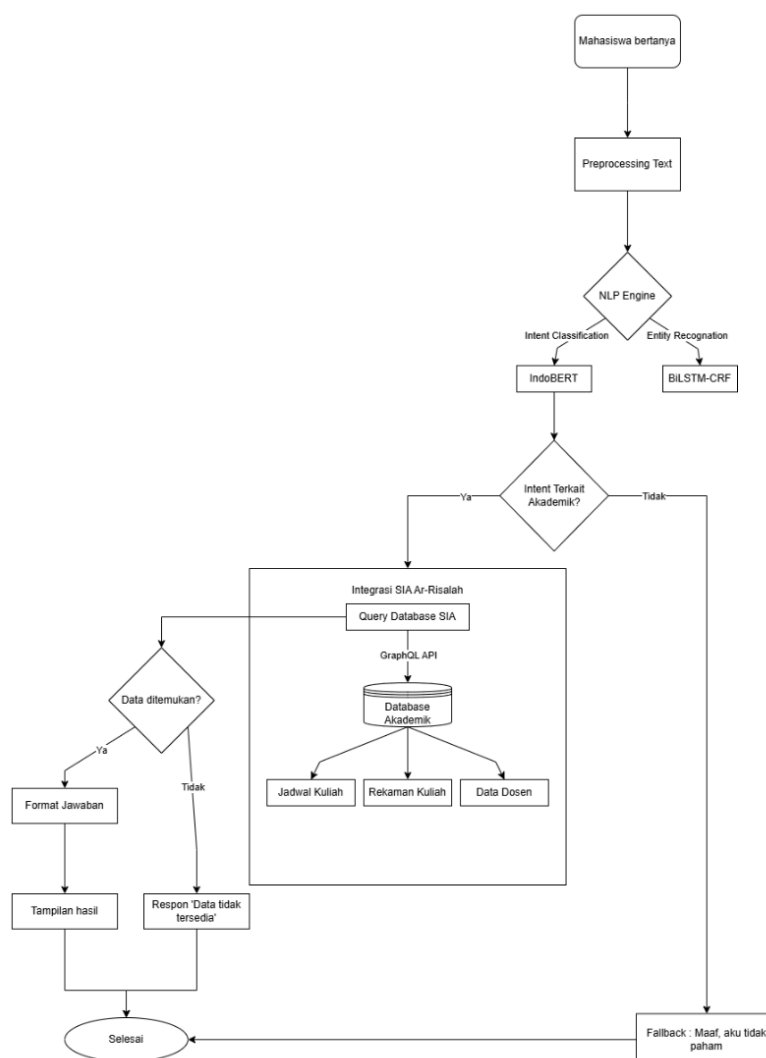 Mahasiswa bertanya
Preprocessing Text
NLP Engine
Intent Classification
Entity Recognation
IndoBERT
BiLSTM-CRF
Intent Terkait
Akademik?
Ya
Tidak
Integrasi SIA Ar-Risalah
Query Database SIA
GraphQL API
Data ditemukan?
Database
Akademik
Ya
Tidak
Jadwal Kuliah
Rekaman Kuliah
Data Dosen
Format Jawaban
Tampilan hasil
Respon 'Data tidak
tersedia'
Selesai
Fallback : Maaf, aku tidak
paham